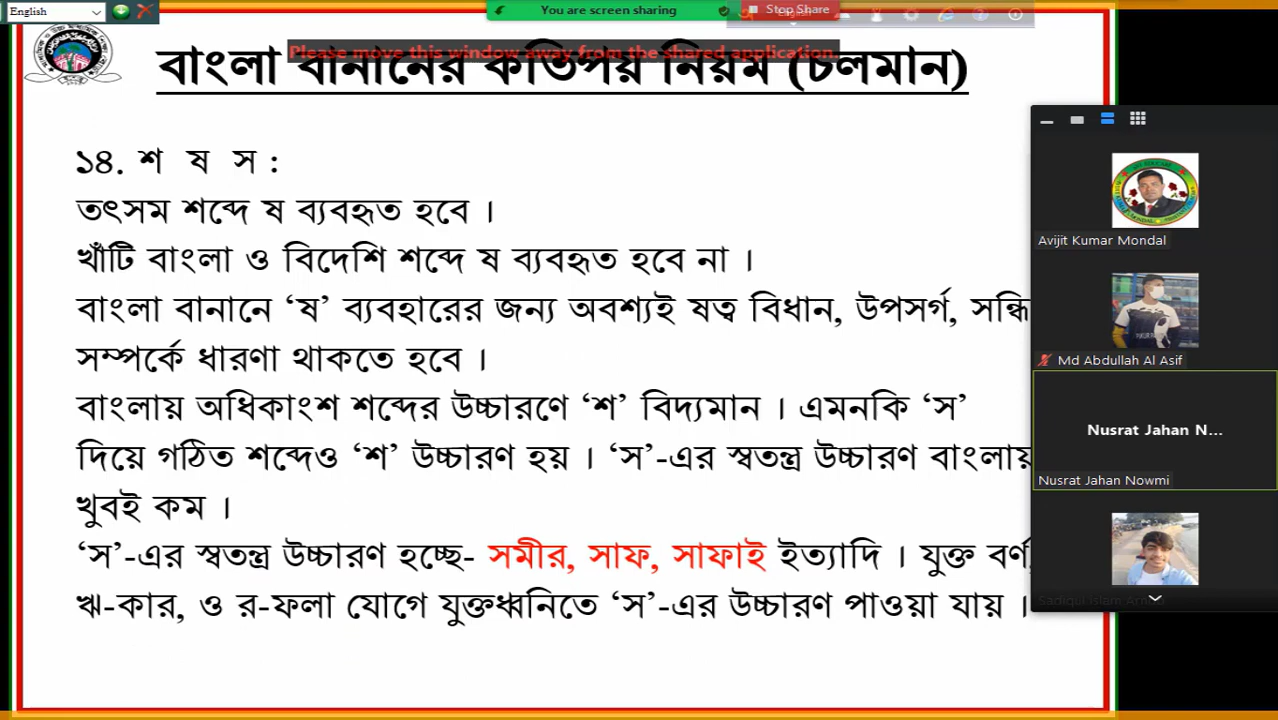 English
You are screen sharing
Stop Share
English
Please move this window away from the shared application.
বাংলা বানানের কতিপয় নিয়ম (চলমান)
১৪. শ ষ স :
তৎসম শব্দে ষ ব্যবহৃত হবে ।
খাঁটি বাংলা ও বিদেশি শব্দে ষ ব্যবহৃত হবে না ।
বাংলা বানানে ‘ষ’ ব্যবহারের জন্য অবশ্যই ষত্ব বিধান, উপসর্গ, সন্ধি
সম্পর্কে ধারণা থাকতে হবে ।
বাংলায় অধিকাংশ শব্দের উচ্চারণে ‘শ’ বিদ্যমান । এমনকি ‘স’
দিয়ে গঠিত শব্দেও ‘শ’ উচ্চারণ হয় । ‘স’-এর স্বতন্ত্র উচ্চারণ বাংলায়
খুবই কম ।
‘স’-এর স্বতন্ত্র উচ্চারণ হচ্ছে- সমীর, সাফ, সাফাই ইত্যাদি । যুক্ত বর্ণ,
ঋ-কার, ও র-ফলা যোগে যুক্তধ্বনিতে ‘স’-এর উচ্চারণ পাওয়া যায় ।
Avijit Kumar Mondal
Md Abdullah Al Asif
Nusrat Jahan N...
Nusrat Jahan Nowmi